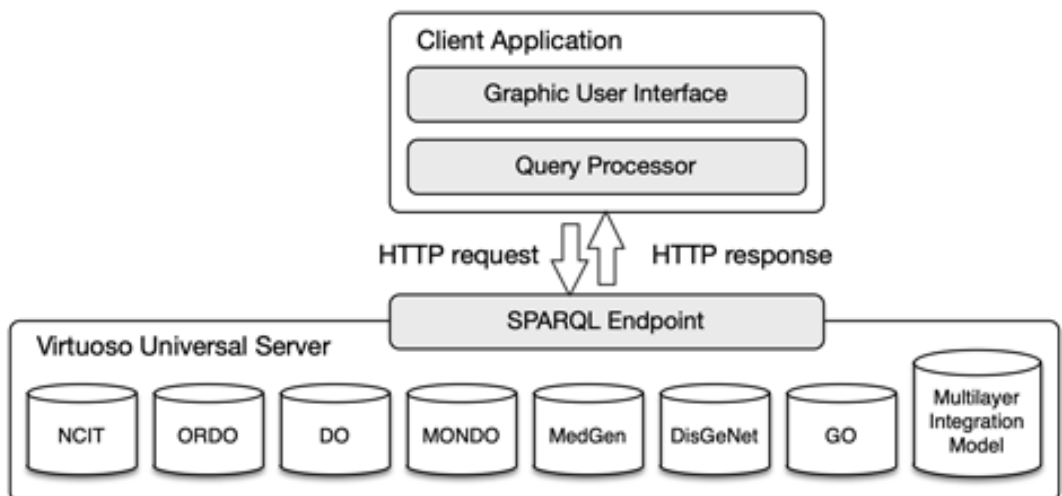 Client Application
Graphic User Interface
Query Processor
HTTP request
HTTP response
SPARQL Endpoint
Virtuoso Universal Server
NCIT
ORDO
DO
MONDO
MedGen
DisGeNet
GO
Multilayer
Integration
Model